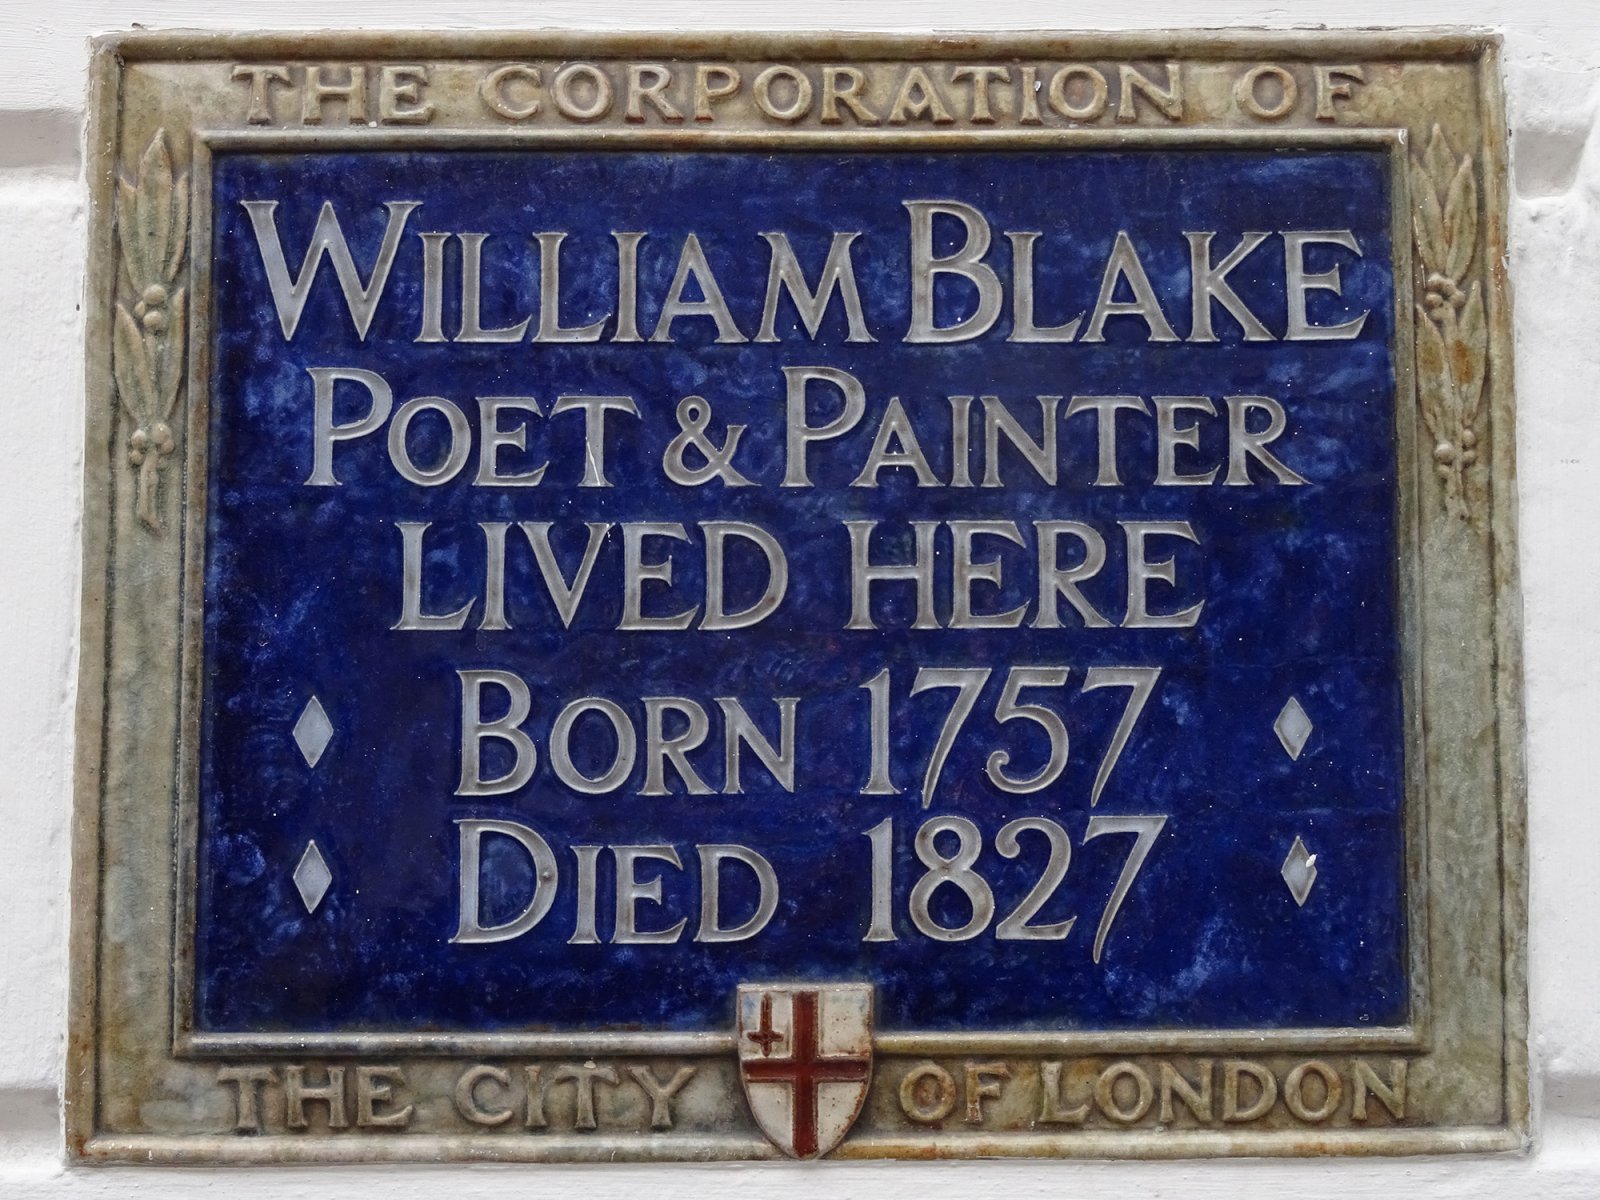 THE CORPORATION OF
WILLIAM BLAKE
POET & PAINTER
LIVED HERE
BORN 1757
DIED 1827
THE CITY OF LONDON